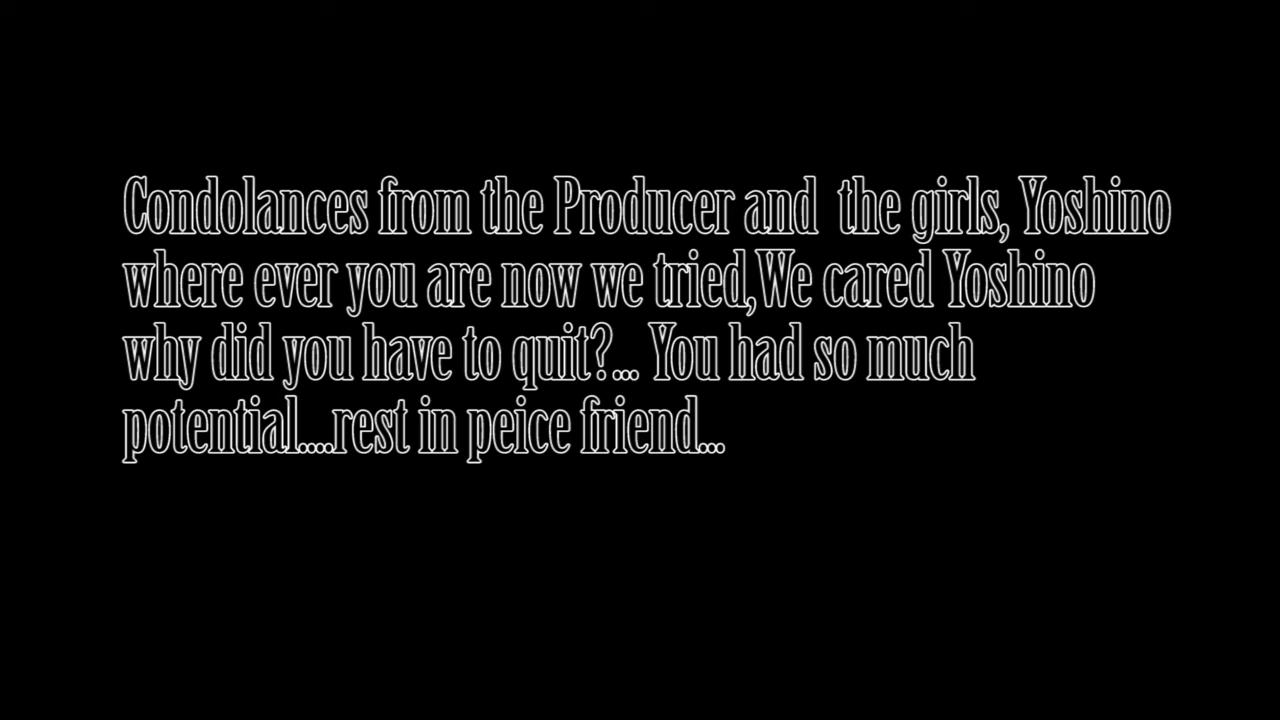 Condolances from the Producer and the girls, Yoshino
where ever you are now we tried,We cared Yoshino
why did you have to quit?... You had so much
potential....rest in peice friend...